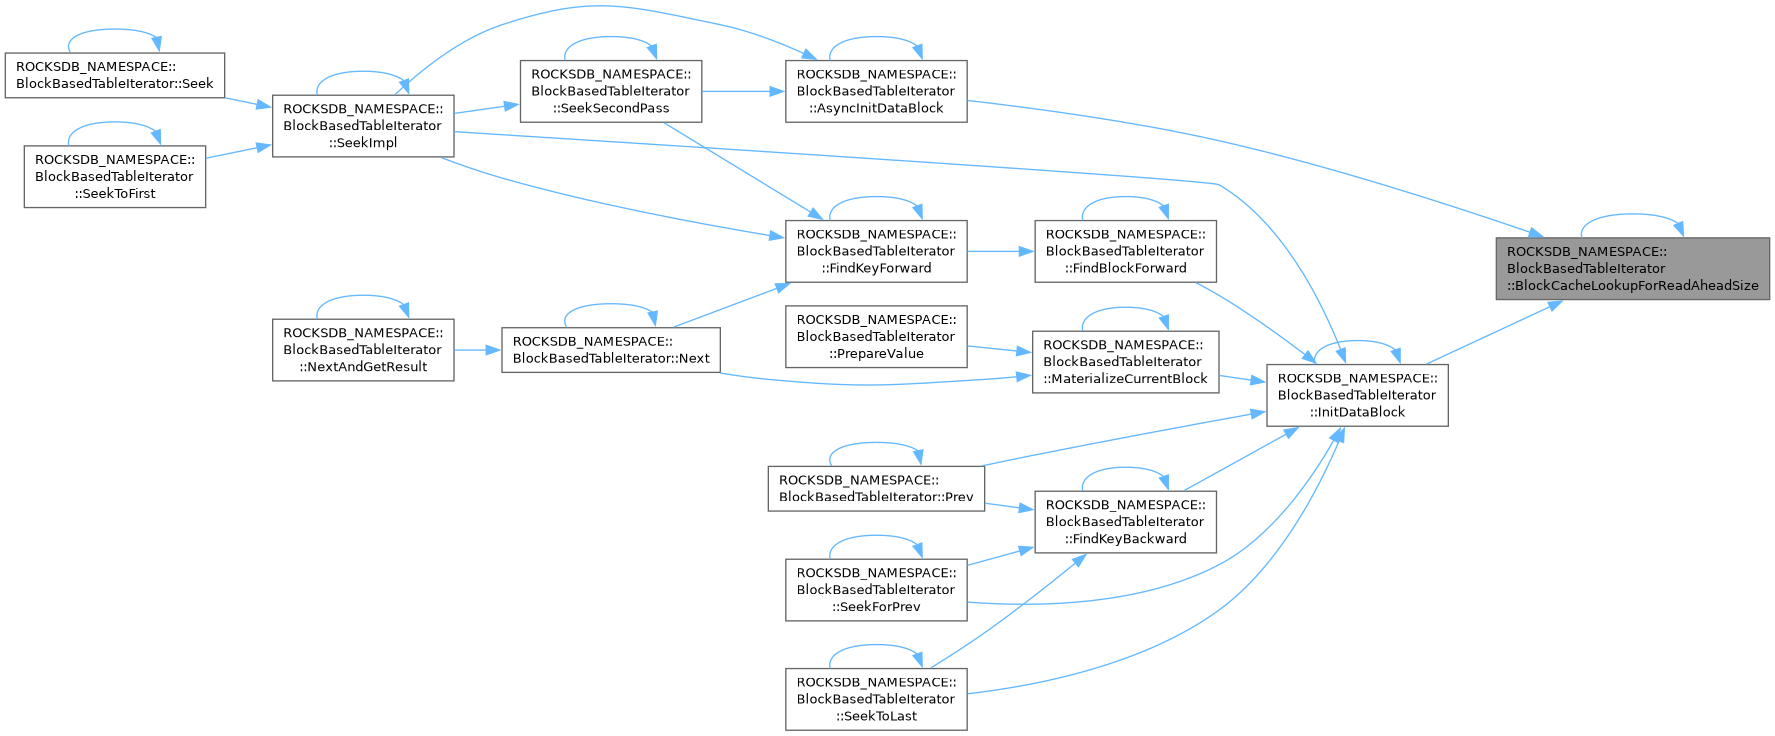 ROCKSDB_NAMESPACE::
BlockBasedTableIterator::Seek
ROCKSDB_NAMESPACE::
BlockBasedTableIterator
::SeekToFirst
ROCKSDB_NAMESPACE::
BlockBasedTableIterator
::SeekImpl
ROCKSDB_NAMESPACE::
BlockBasedTableIterator
::NextAndGetResult
ROCKSDB_NAMESPACE::
BlockBasedTableIterator
::SeekSecondPass
ROCKSDB_NAMESPACE::
BlockBasedTableIterator::Next
ROCKSDB_NAMESPACE::
BlockBasedTableIterator
::AsyncInitDataBlock
ROCKSDB_NAMESPACE::
BlockBasedTableIterator
::FindKeyForward
ROCKSDB_NAMESPACE::
BlockBasedTableIterator
::PrepareValue
ROCKSDB_NAMESPACE::
BlockBasedTableIterator::Prev
ROCKSDB_NAMESPACE::
BlockBasedTableIterator
::SeekForPrev
ROCKSDB_NAMESPACE::
BlockBasedTableIterator
::SeekToLast
ROCKSDB_NAMESPACE::
BlockBasedTableIterator
::FindBlockForward
ROCKSDB_NAMESPACE::
BlockBasedTableIterator
::MaterializeCurrentBlock
ROCKSDB_NAMESPACE::
BlockBasedTableIterator
::FindKeyBackward
ROCKSDB_NAMESPACE::
BlockBasedTableIterator
::InitDataBlock
ROCKSDB_NAMESPACE::
BlockBasedTableIterator
::BlockCacheLookupForReadAheadSize